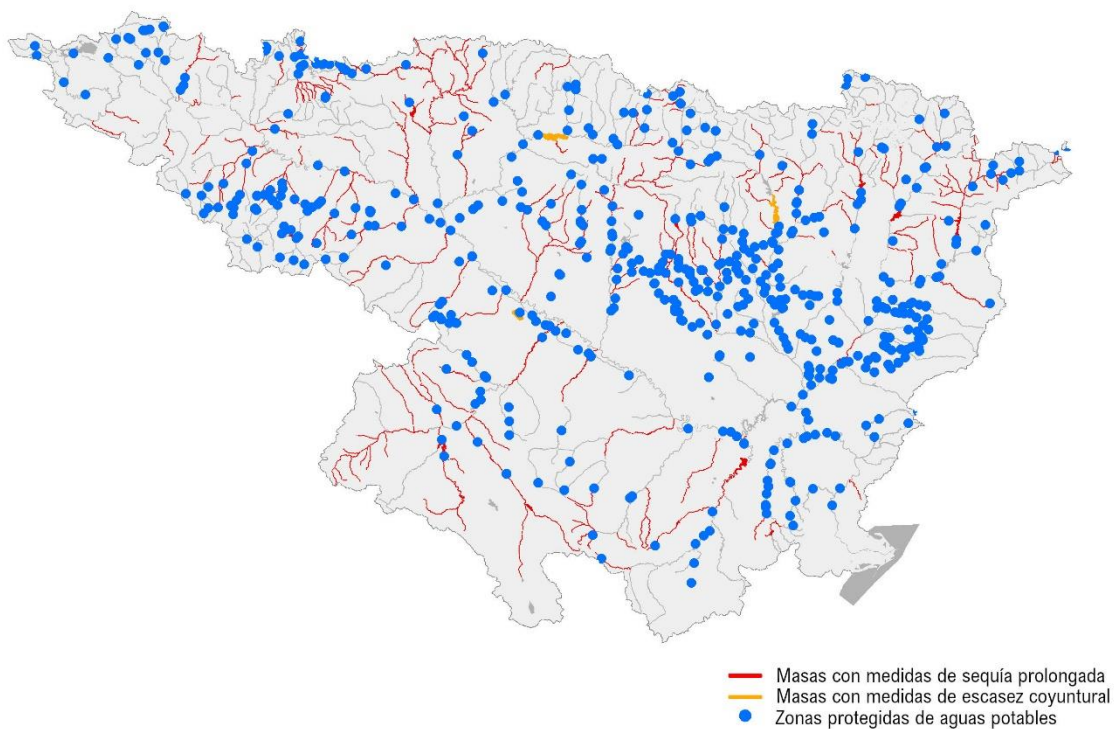 Masas con medidas de sequía prolongada
Masas con medidas de escasez coyuntural
Zonas protegidas de aguas potables